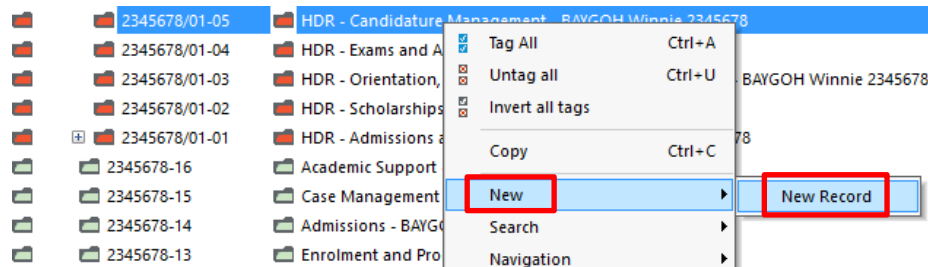 2345678/01-05 HDR - Candidature Management - BAYGOH Winnie 2345678
2345678/01-04 HDR - Exams and A
2345678/01-03 HDR - Orientation, - BAYGOH Winnie 2345678
2345678/01-02 HDR - Scholarships
2345678/01-01 HDR - Admissions a 78
2345678-16 Academic Support
2345678-15 Case Management
2345678-14 Admissions - BAYGO
2345678-13 Enrolment and Pro
Tag All Ctrl+A
Untag all Ctrl+U
Invert all tags
Copy Ctrl+C
New
Search
Navigation
New Record